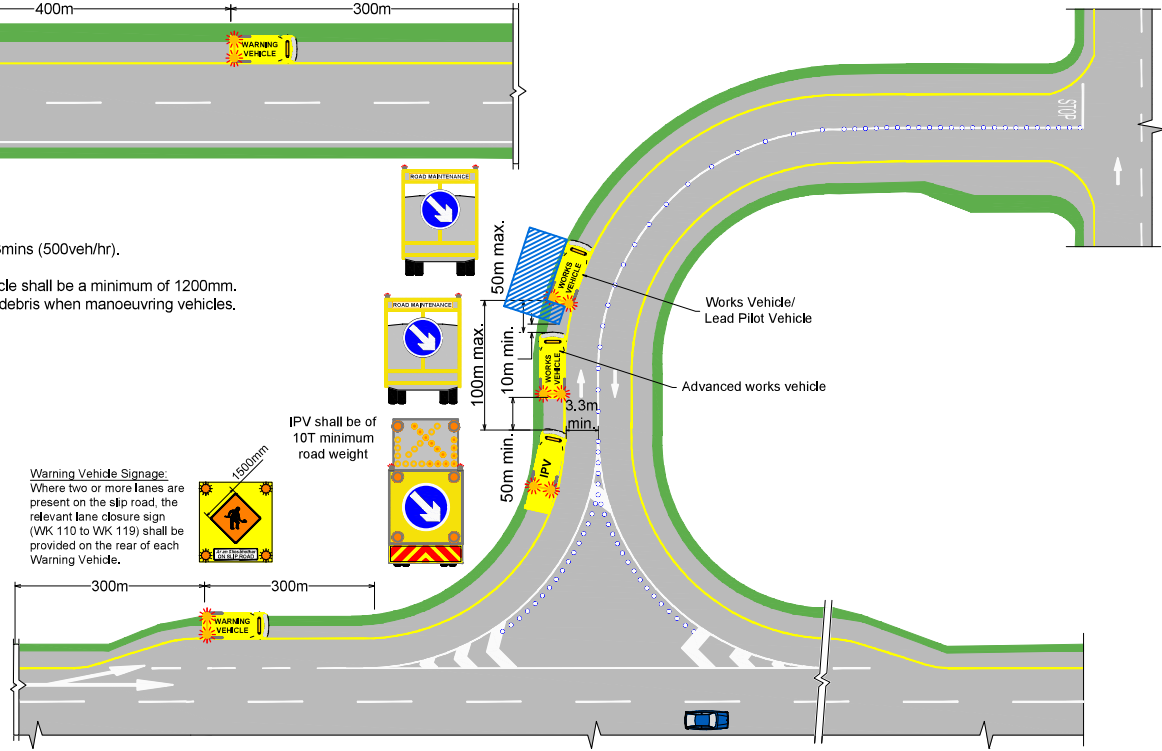 400m
300m
WARNING
VEHICLE
mins (500veh/hr).
cle shall be a minimum of 1200mm.
debris when manoeuvring vehicles.
ROAD MAINTENANCE
ROAD MAINTENANCE
STOP
50m max.
100m max.
10m min.
50m min.
3.3m
min.
WORKS
VEHICLE
WORKS
VEHICLE
IPV
Works Vehicle/
Lead Pilot Vehicle
Advanced works vehicle
IPV shall be of
10T minimum
road weight
Warning Vehicle Signage:
Where two or more lanes are
present on the slip road, the
relevant lane closure sign
(WK 110 to WK 119) shall be
provided on the rear of each
Warning Vehicle.
1500mm
ON SLIP ROAD
300m
300m
WARNING
VEHICLE